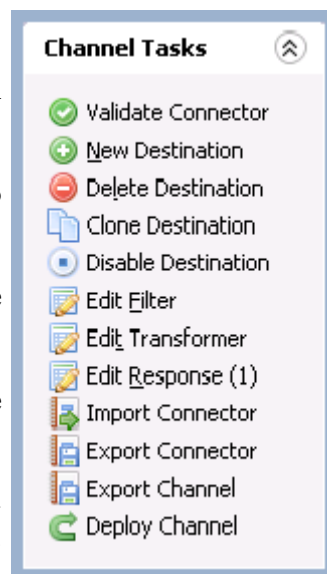 Channel Tasks
Validate Connector
New Destination
Delete Destination
Clone Destination
Disable Destination
Edit Filter
Edit Transformer
Edit Response (1)
Import Connector
Export Connector
Export Channel
Deploy Channel